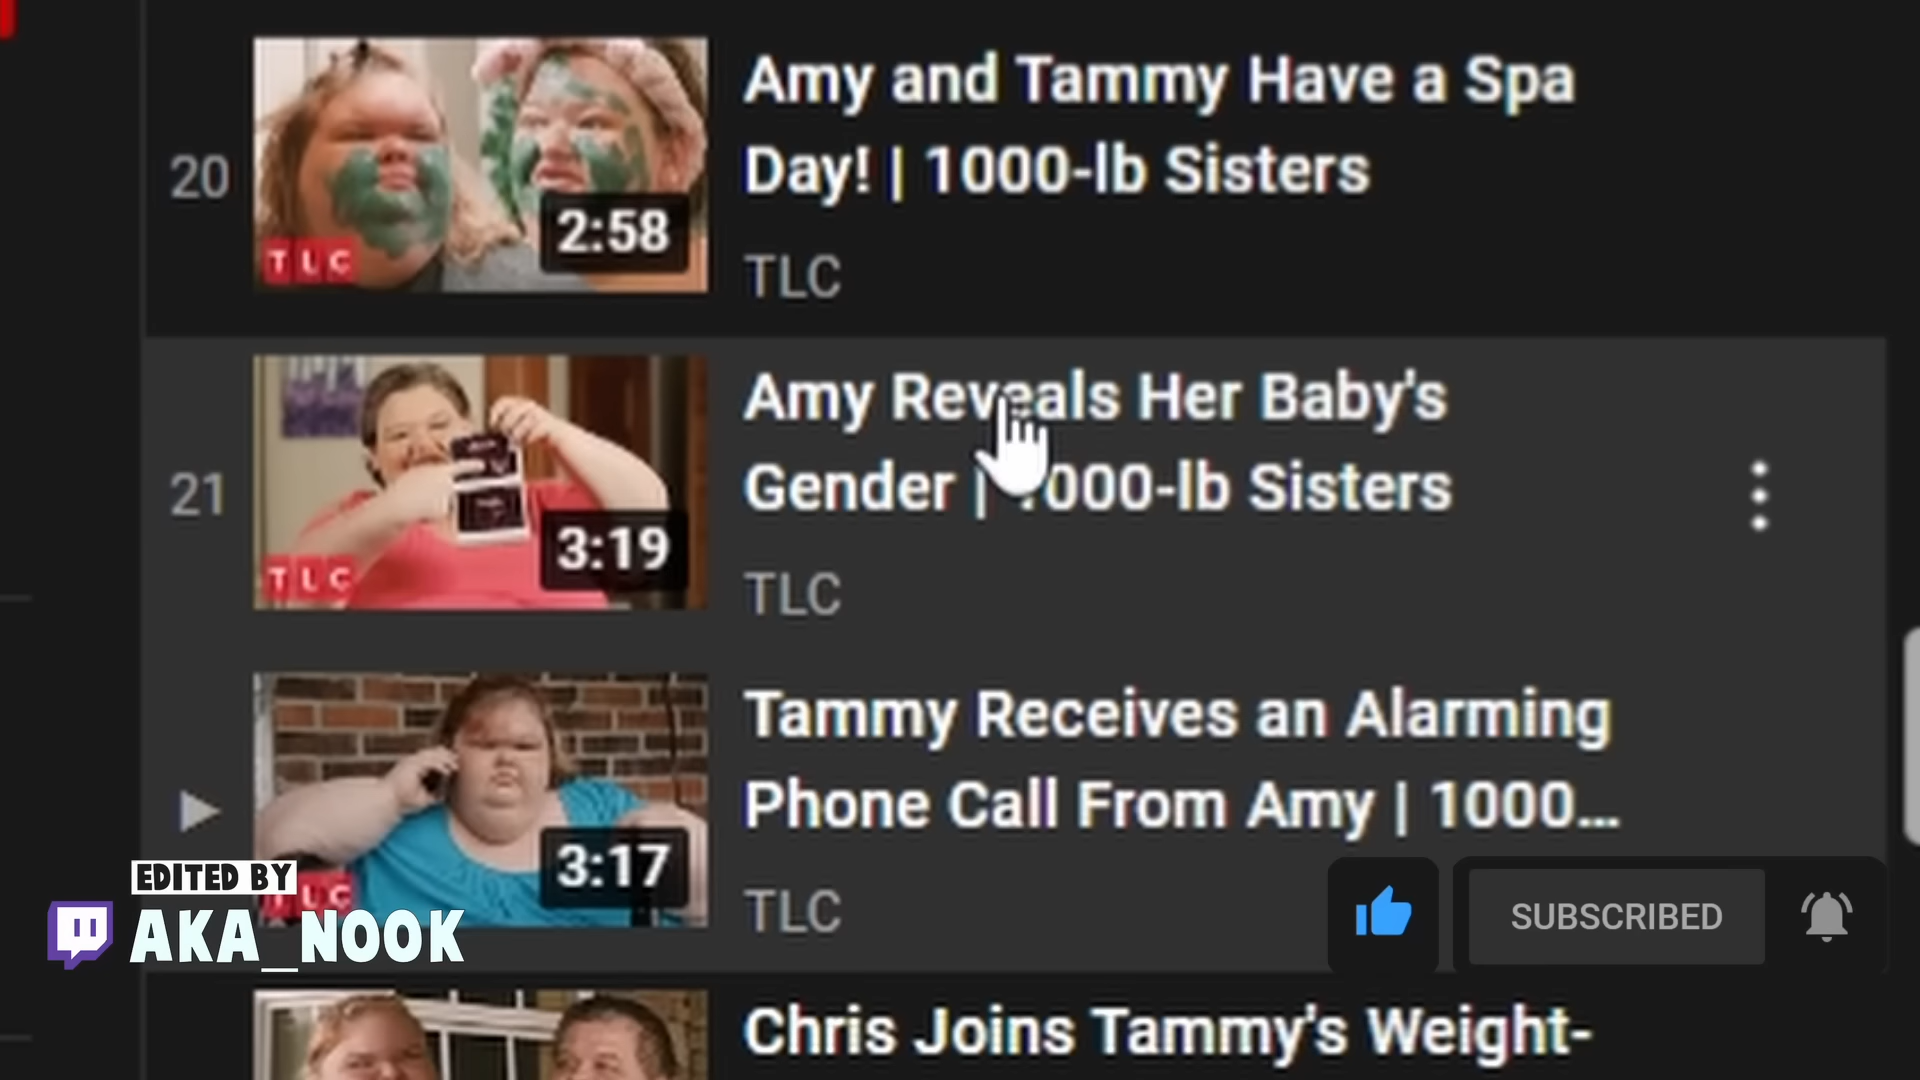 20
Amy and Tammy Have a Spa
Day! | 1000-lb Sisters
TLC
2:58
TLC
21
Amy Reveals Her Baby's
Gender | 1000-lb Sisters
TLC
3:19
TLC
Tammy Receives an Alarming
Phone Call From Amy | 1000...
TLC
3:17
TLC
EDITED BY
AKA_NOOK
SUBSCRIBED
Chris Joins Tammy's Weight-